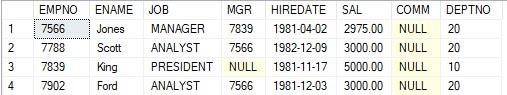 EMPNO ENAME JOB MGR HIREDATE SAL COMM DEPTNO
1 7566 Jones MANAGER 7839 1981-04-02 2975.00 NULL 20
2 7788 Scott ANALYST 7566 1982-12-09 3000.00 NULL 20
3 7839 King PRESIDENT NULL 1981-11-17 5000.00 NULL 10
4 7902 Ford ANALYST 7566 1981-12-03 3000.00 NULL 20